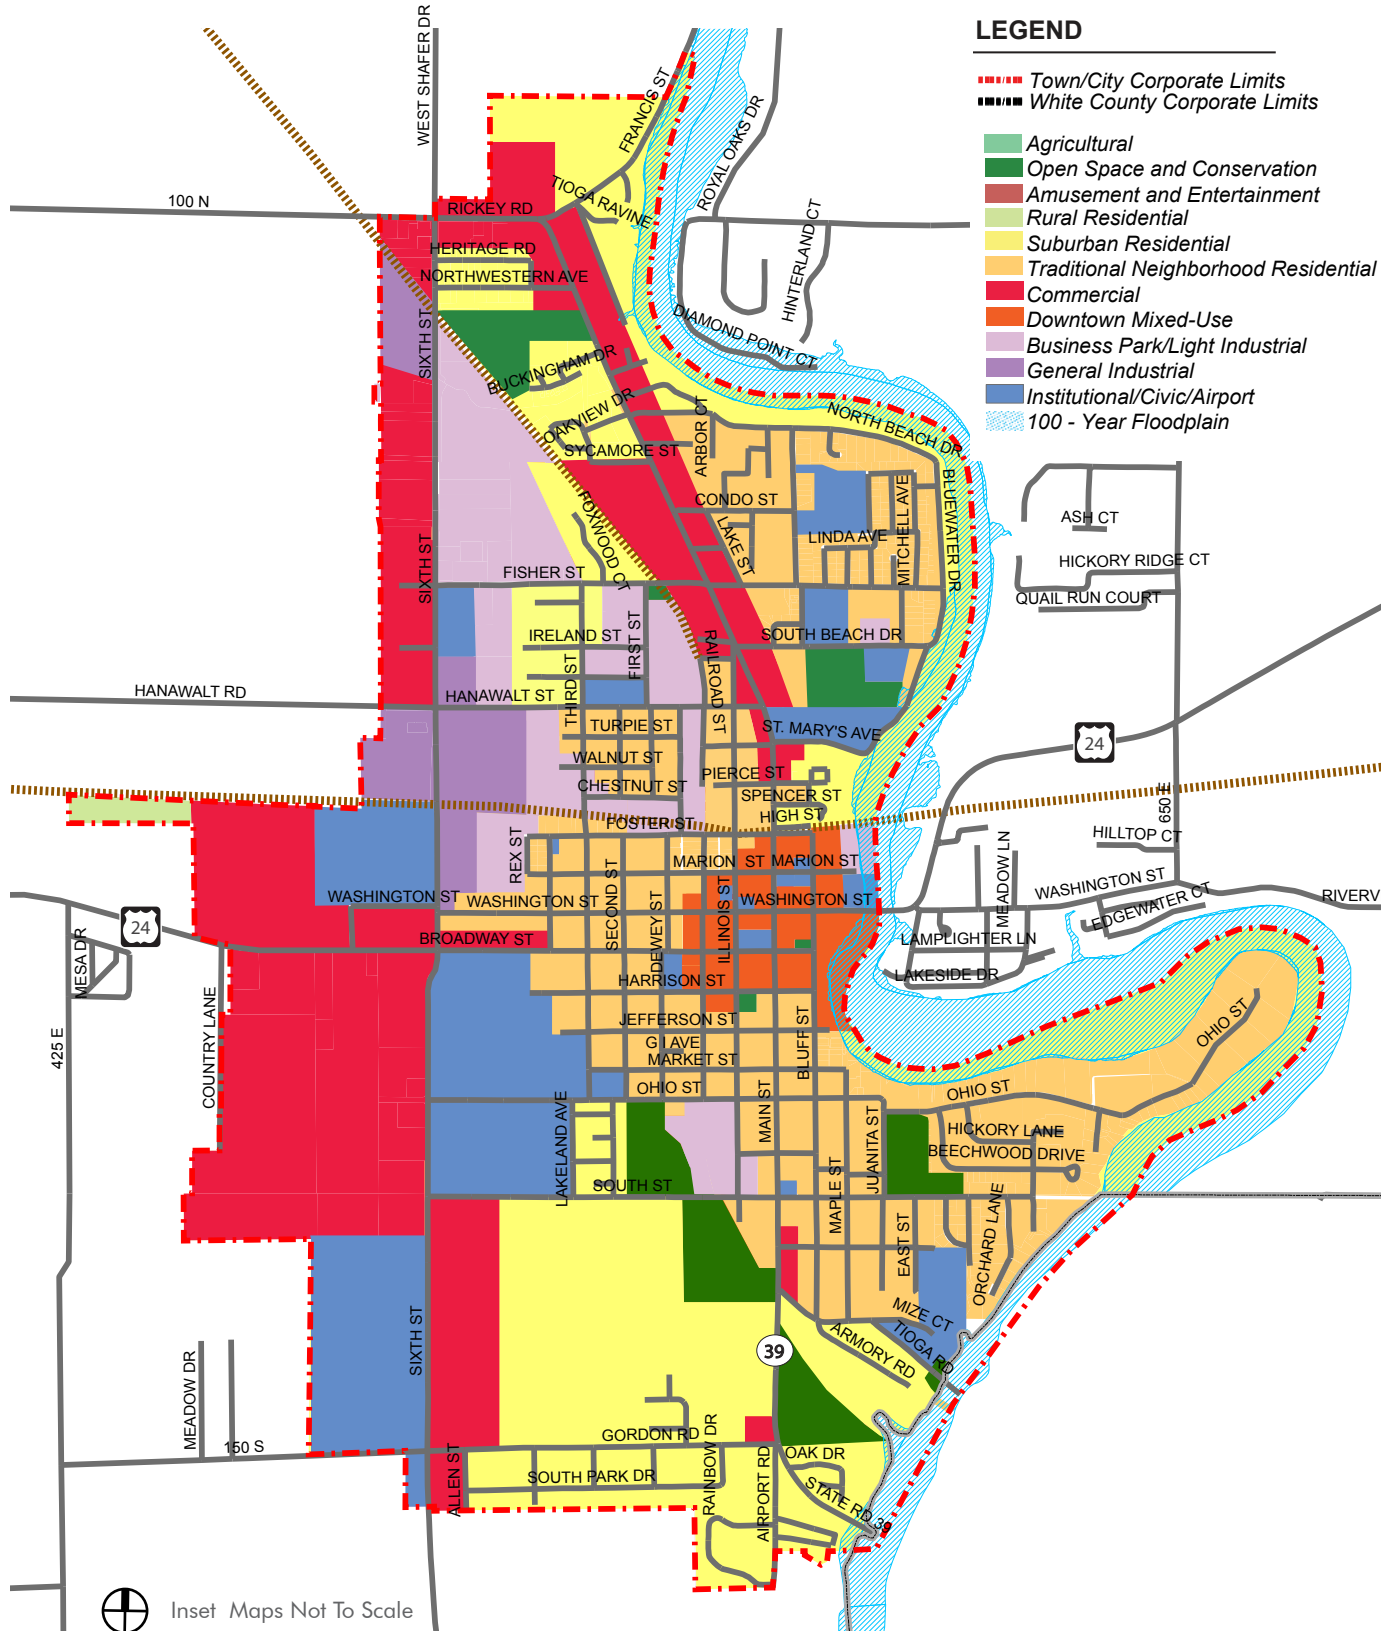 LEGEND
Town/City Corporate Limits
White County Corporate Limits
Agricultural
Open Space and Conservation
Amusement and Entertainment
Rural Residential
Suburban Residential
Traditional Neighborhood Residential
Commercial
Downtown Mixed-Use
Business Park/Light Industrial
General Industrial
Institutional/Civic/Airport
100 - Year Floodplain
WEST SHAFER DR
FRANCIS ST
ROYAL OAKS DR
TIOGA RAVINE
100 N
RICKEY RD
HERITAGE RD
NORTHWESTERN AVE
HINTERLAND CT
DIAMOND POINT CT
SIXTH ST
BUCKINGHAM DR
OAKVIEW DR
SYCAMORE ST
ARBOR CT
NORTH BEACH DR
BLUEWATER DR
CONDO ST
MITCHELL AVE
LINDA AVE
LAKE ST
FOXWOOD CT
ASH CT
HICKORY RIDGE CT
QUAIL RUN COURT
SIXTH ST
FISHER ST
IRELAND ST
FIRST ST
THIRD ST
RAILROAD ST
SOUTH BEACH DR
HANAWALT RD
HANAWALT ST
TURPIE ST
ST. MARY'S AVE
24
WALNUT ST
PIERCE ST
CHESTNUT ST
SPENCER ST
HIGH ST
FOSTER ST
650 E
HILLTOP CT
REX ST
MARION ST
MARION ST
MEADOW LN
WASHINGTON ST
WASHINGTON ST
WASHINGTON ST
WASHINGTON ST
SECOND ST
DEWEY ST
ILLINOIS ST
EDGEWATER CT
RIVERV
24
BROADWAY ST
LAMPLIGHTER LN
MESA DR
HARRISON ST
LAKESIDE DR
JEFFERSON ST
BLUFF ST
OHIO ST
425 E
COUNTRY LANE
G I AVE
MARKET ST
OHIO ST
OHIO ST
LAKELAND AVE
MAIN ST
JUANITA ST
HICKORY LANE
BEECHWOOD DRIVE
SOUTH ST
MAPLE ST
EAST ST
ORCHARD LANE
MIZE CT
TIOGA RD
ARMORY RD
39
SIXTH ST
MEADOW DR
150 S
GORDON RD
RAINBOW DR
OAK DR
ALLEN ST
SOUTH PARK DR
AIRPORT RD
STATE RD 39
Inset Maps Not To Scale